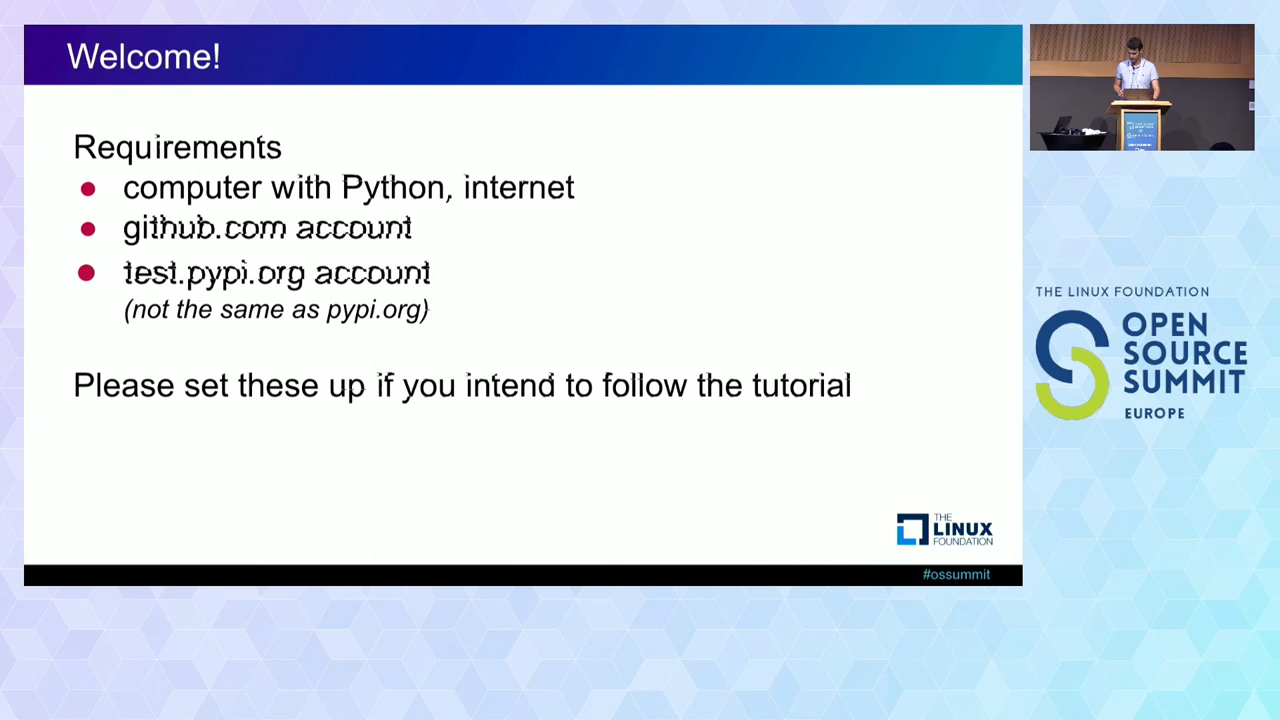 Welcome!
Requirements
computer with Python, internet
github.com account
test.pypi.org account
(not the same as pypi.org)
Please set these up if you intend to follow the tutorial
THE
LINUX
FOUNDATION
#ossummit
THE LINUX FOUNDATION
OPEN
SOURCE
SUMMIT
EUROPE